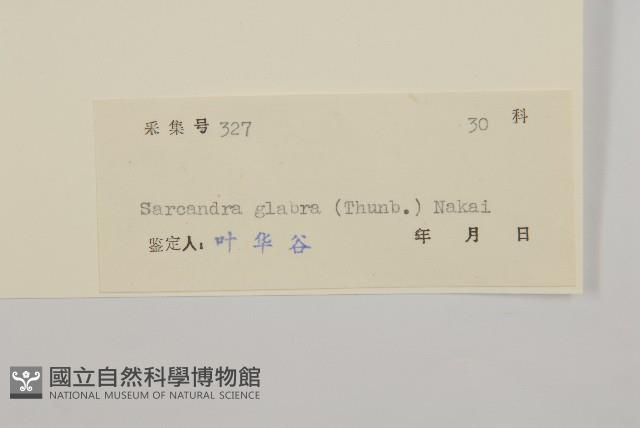 采集号 327 30 科
Sarcandra glabra (Thunb.) Nakai
鉴定人: 叶华谷 年 月 日
國立自然科學博物館
NATIONAL MUSEUM OF NATURAL SCIENCE